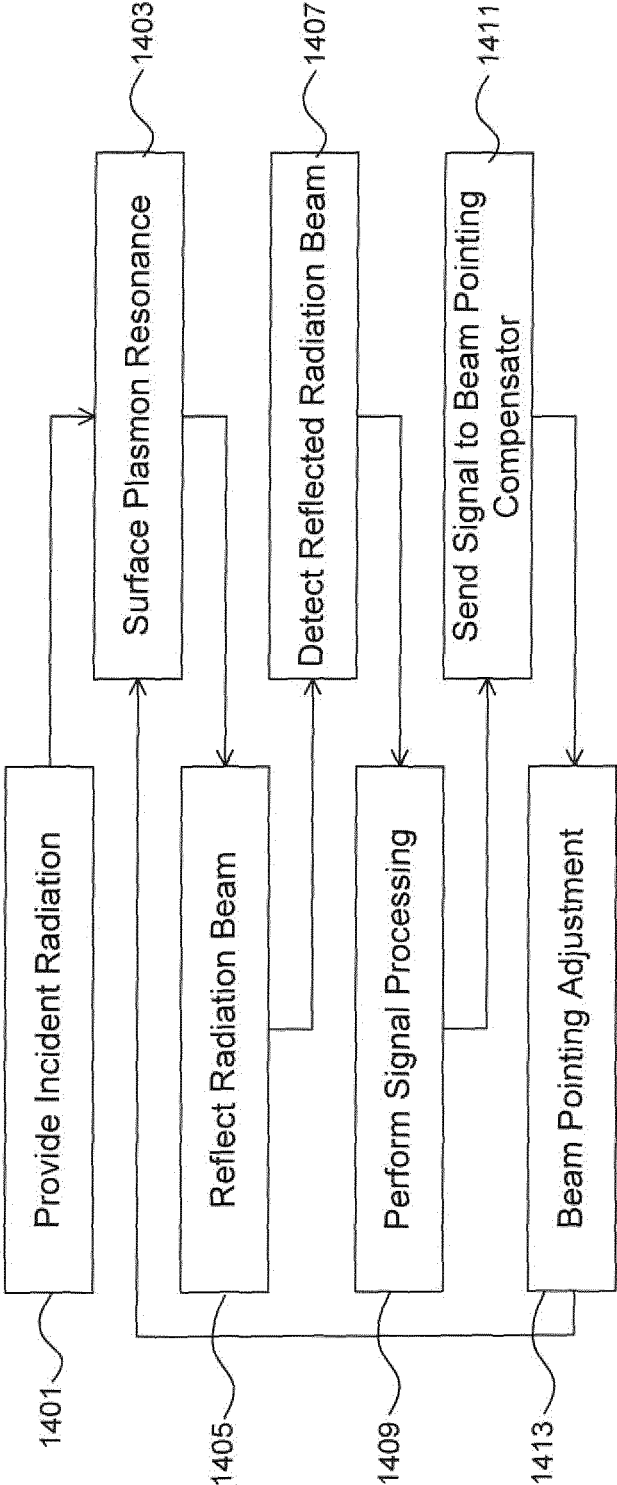 1401
Provide Incident Radiation
Surface Plasmon Resonance
1403
1405
Reflect Radiation Beam
Detect Reflected Radiation Beam
1407
1409
Perform Signal Processing
Send Signal to Beam Pointing
Compensator
1411
1413
Beam Pointing Adjustment